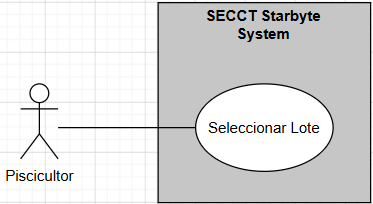 SECCT Starbyte
System
Seleccionar Lote
Piscicultor